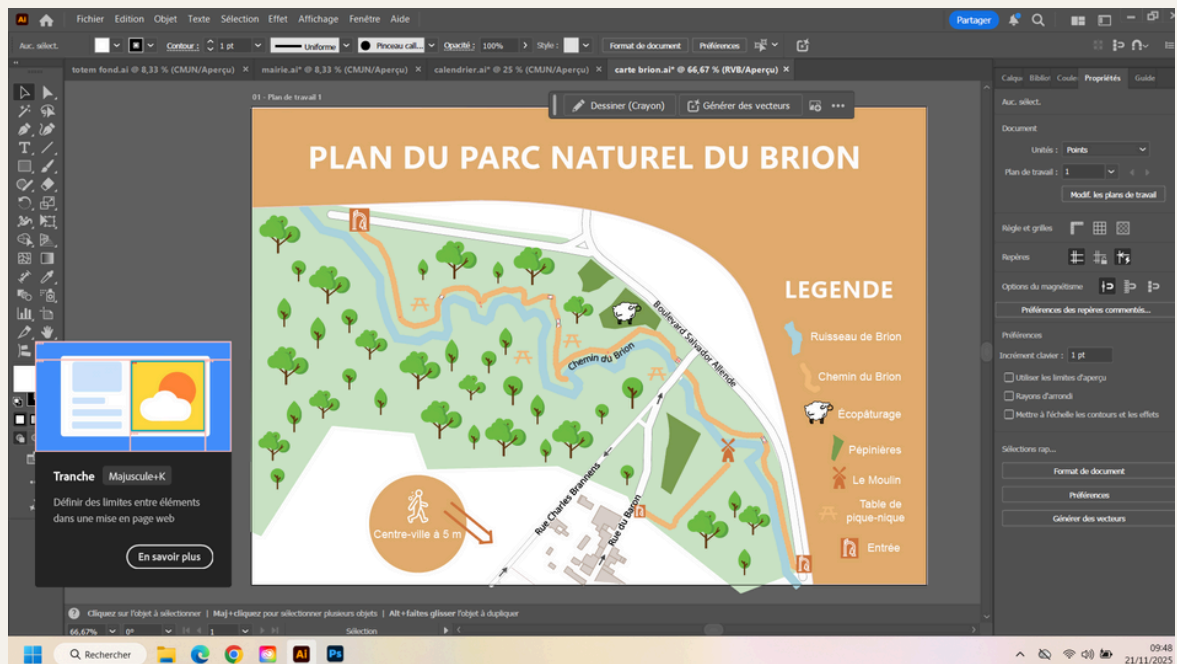 Ai Fichier Edition Objet Texte Sélection Effet Affichage Fenêtre Aide Partager
Auc. sélect. Contour : 1 pt Uniforme Pinceau call... Opacité : 100% Style : Format de document Préférences
totem fond.ai @ 8,33 % (CMJN/Aperçu) × mairie.ai* @ 8,33 % (CMJN/Aperçu) × calendrier.ai* @ 25 % (CMJN/Aperçu) × carte brion.ai* @ 66,67 % (RVB/Aperçu) ×
01 - Plan de travail 1
Dessiner (Crayon) Générer des vecteurs
PLAN DU PARC NATUREL DU BRION
Boulevard Salvador Allende
Chemin du Brion
Rue Charles Brannens
Rue du Baron
Centre-ville à 5 m
LEGENDE
Ruisseau de Brion
Chemin du Brion
Écopâturage
Pépinières
Le Moulin
Table de
pique-nique
Entrée
Tranche Majuscule+K
Définir des limites entre éléments
dans une mise en page web
En savoir plus
Calqu Bibliot Coule Propriétés Guide
Auc. sélect.
Document
Unités : Points
Plan de travail : 1
Modif. les plans de travail
Règle et grilles
Repères
Options du magnétisme
Préférences des repères commentés...
Préférences
Incrément clavier : 1 pt
Utiliser les limites d'aperçu
Rayons d'arrondi
Mettre à l'échelle les contours et les effets
Sélections rap...
Format de document
Préférences
Générer des vecteurs
Cliquez sur l'objet à sélectionner | Maj+cliquez pour sélectionner plusieurs objets | Alt+faites glisser l'objet à dupliquer
66,67% 0° 1 Sélection
Rechercher Ai Ps
09:48
21/11/2025